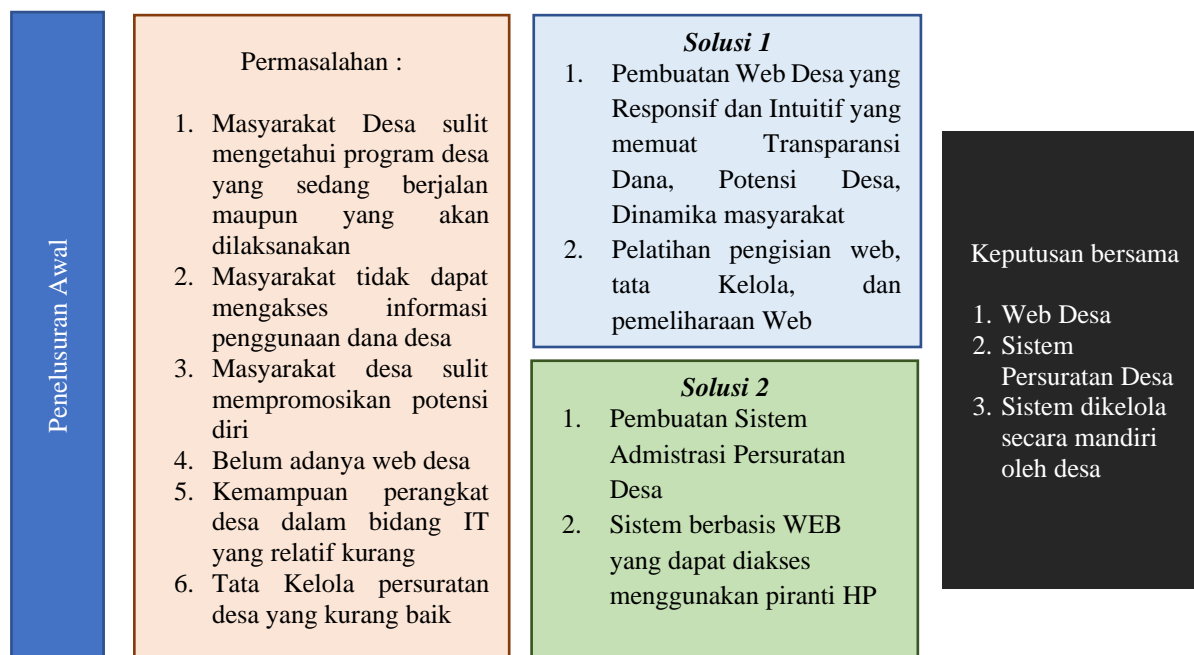 Penelusuran Awal
Permasalahan :
1. Masyarakat Desa sulit
mengetahui program desa
yang sedang berjalan
maupun yang akan
dilaksanakan
2. Masyarakat tidak dapat
mengakses informasi
penggunaan dana desa
3. Masyarakat desa sulit
mempromosikan potensi
diri
4. Belum adanya web desa
5. Kemampuan perangkat
desa dalam bidang IT
yang relatif kurang
6. Tata Kelola persuratan
desa yang kurang baik
Solusi 1
1. Pembuatan Web Desa yang
Responsif dan Intuitif yang
memuat Transparansi
Dana, Potensi Desa,
Dinamika masyarakat
2. Pelatihan pengisian web,
tata Kelola, dan
pemeliharaan Web
Solusi 2
1. Pembuatan Sistem
Admistrasi Persuratan
Desa
2. Sistem berbasis WEB
yang dapat diakses
menggunakan piranti HP
Keputusan bersama
1. Web Desa
2. Sistem
Persuratan Desa
3. Sistem dikelola
secara mandiri
oleh desa